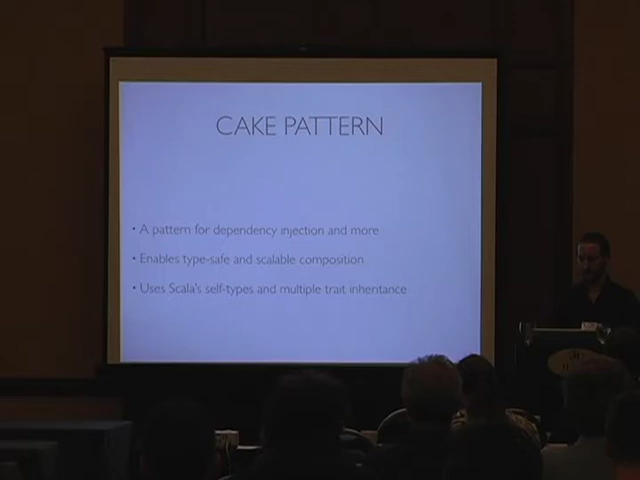 CAKE PATTERN
• A pattern for dependency injection and more
• Enables type-safe and scalable composition
• Uses Scala's self-types and multiple trait inheritance